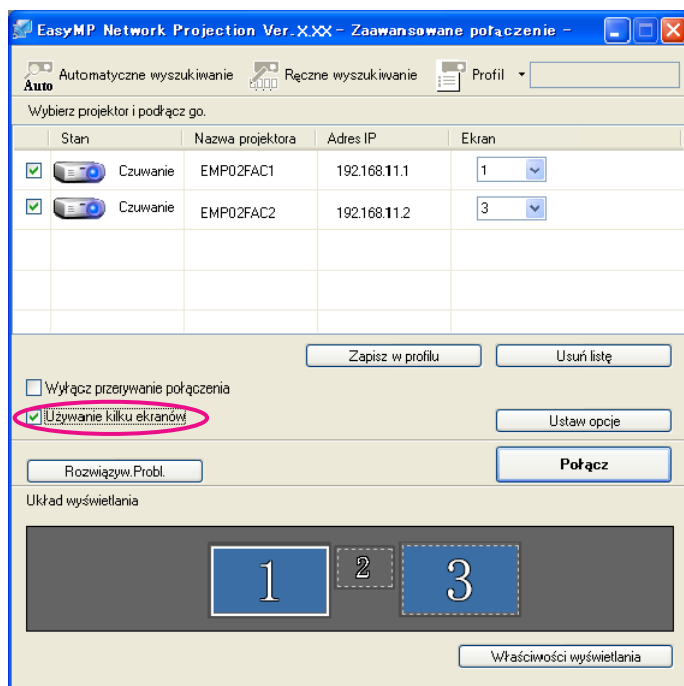 EasyMP Network Projection Ver.X.XX - Zaawansowane połączenie -
Auto Automatyczne wyszukiwanie Ręczne wyszukiwanie Profil
Wybierz projektor i podłącz go.
Stan Nazwa projektora Adres IP Ekran
Czuwanie EMP02FAC1 192.168.11.1 1
Czuwanie EMP02FAC2 192.168.11.2 3
Zapisz w profilu Usuń listę
Wyłącz przerywanie połączenia
Używanie kilku ekranów Ustaw opcje
Rozwiązyw.Probl. Połącz
Układ wyświetlania
1 2 3
Właściwości wyświetlania